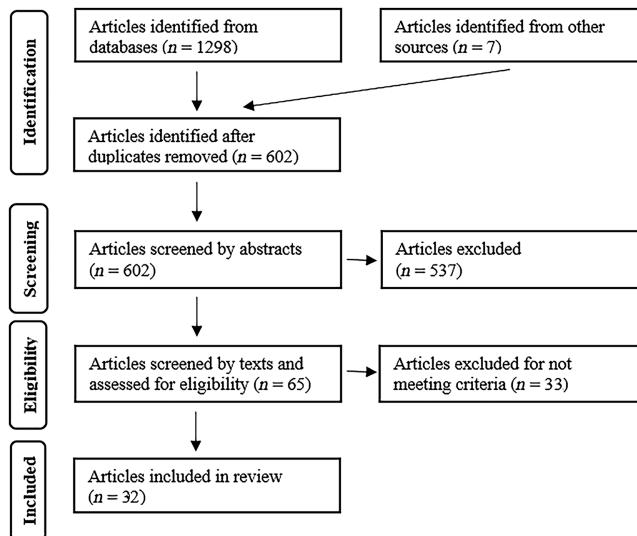 Identification
Articles identified from
databases (n = 1298)
Articles identified from other
sources (n = 7)
Articles identified after
duplicates removed (n = 602)
Screening
Articles screened by abstracts
(n = 602)
Articles excluded
(n = 537)
Eligibility
Articles screened by texts and
assessed for eligibility (n = 65)
Articles excluded for not
meeting criteria (n = 33)
Included
Articles included in review
(n = 32)